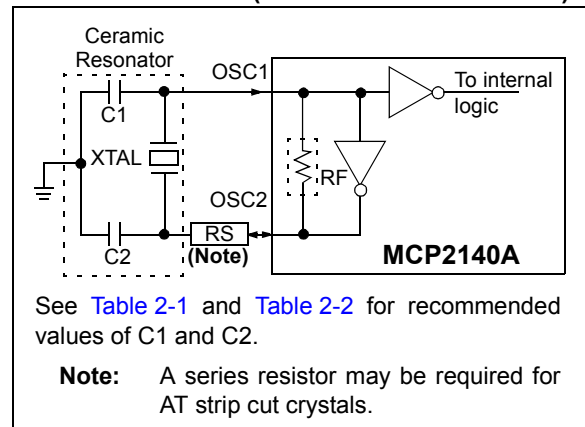 Ceramic
Resonator
OSC1
To internal
logic
C1
XTAL
RF
OSC2
RS
C2
(Note)
MCP2140A
See Table 2-1 and Table 2-2 for recommended
values of C1 and C2.
Note: A series resistor may be required for
AT strip cut crystals.